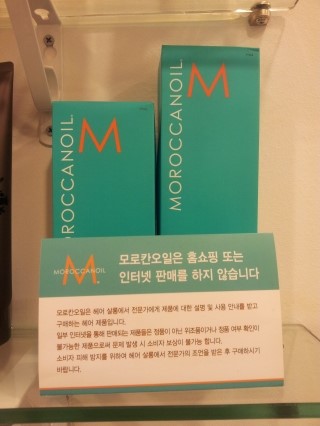 MOROCCANOIL
M
MOROCCANOIL
M
M
MOROCCANOIL
모로칸오일은 홈쇼핑 또는
인터넷 판매를 하지 않습니다
모로칸오일은 헤어 살롱에서 전문가에게 제품에 대한 설명 및 사용 안내를 받고
구매하는 헤어 제품입니다.
일부 인터넷을 통해 판매되는 제품들은 정품이 아닌 위조품이거나 정품 여부 확인이
불가능한 제품으로써 문제 발생 시 소비자 보상이 불가능 합니다.
소비자 피해 방지를 위하여 헤어 살롱에서 전문가의 조언을 받은 후 구매하시기
바랍니다.